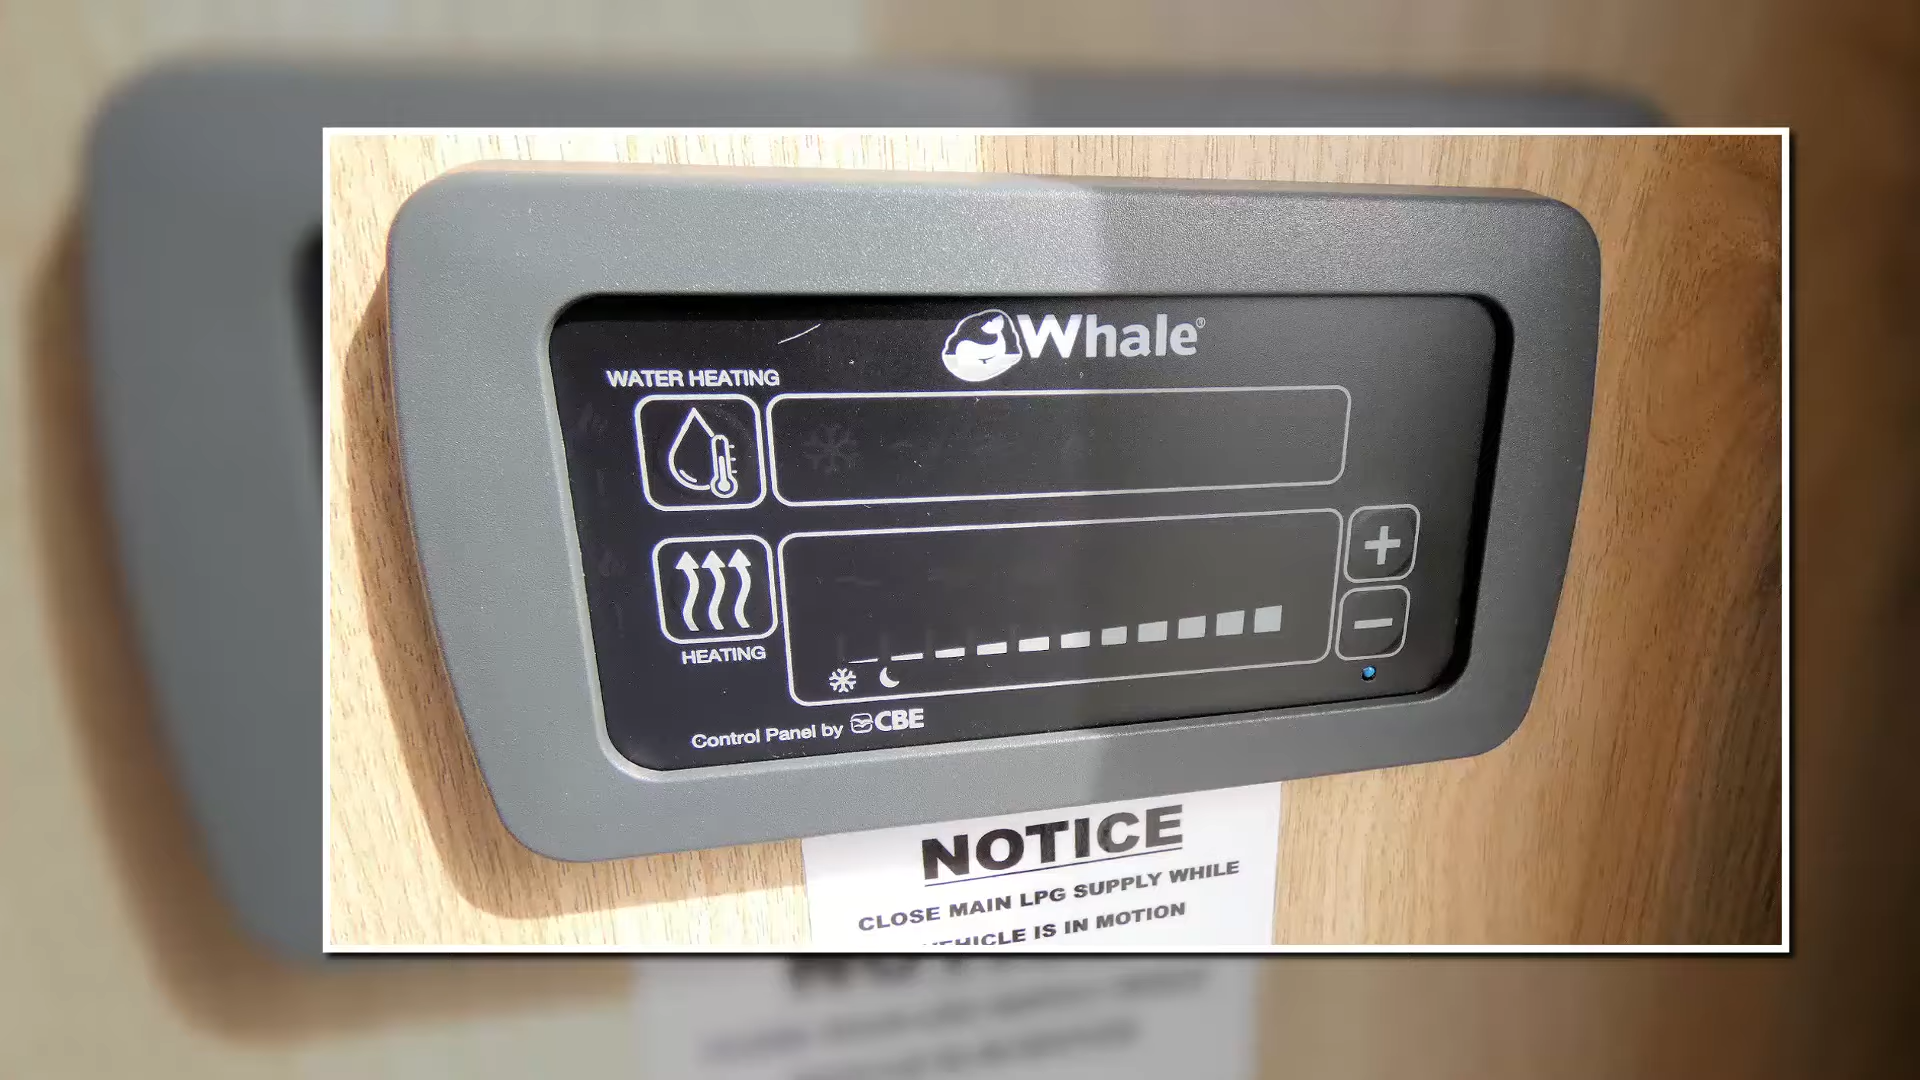 Whale®
WATER HEATING
HEATING
Control Panel by CBE
NOTICE
CLOSE MAIN LPG SUPPLY WHILE
VEHICLE IS IN MOTION